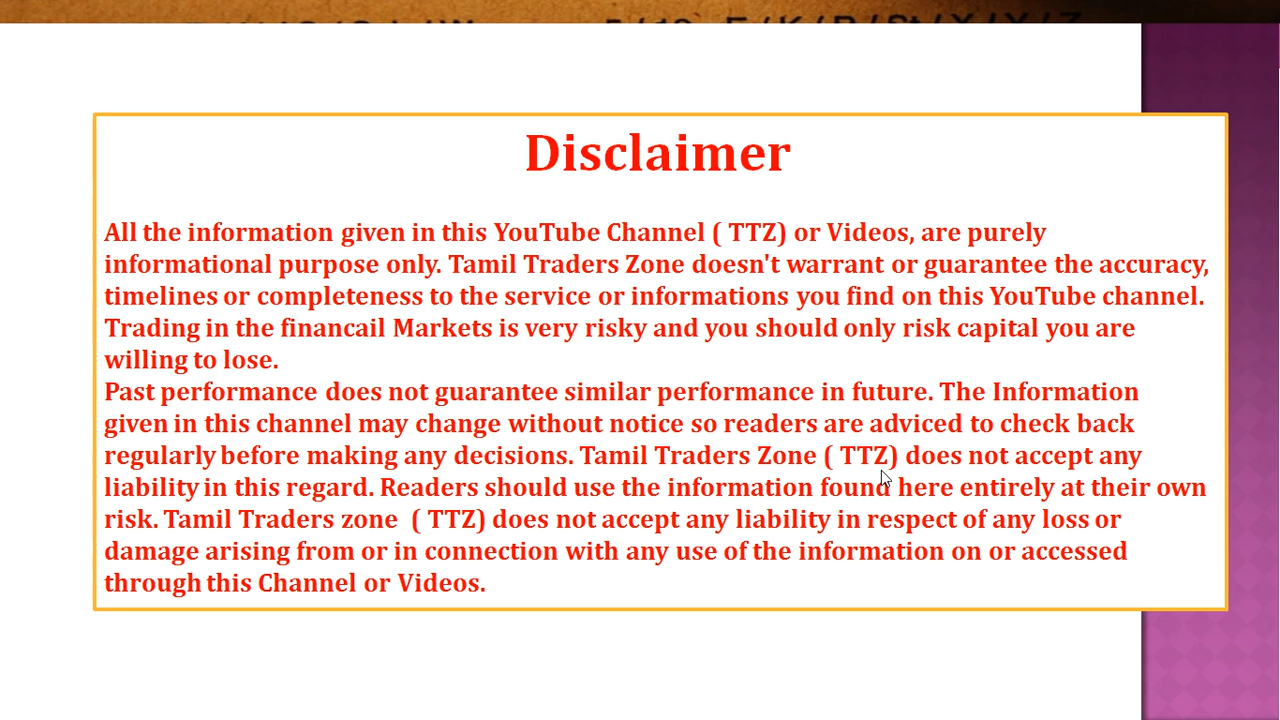 Disclaimer
All the information given in this YouTube Channel ( TTZ) or Videos, are purely
informational purpose only. Tamil Traders Zone doesn't warrant or guarantee the accuracy,
timelines or completeness to the service or informations you find on this YouTube channel.
Trading in the financail Markets is very risky and you should only risk capital you are
willing to lose.
Past performance does not guarantee similar performance in future. The Information
given in this channel may change without notice so readers are adviced to check back
regularly before making any decisions. Tamil Traders Zone ( TTZ) does not accept any
liability in this regard. Readers should use the information found here entirely at their own
risk. Tamil Traders zone  ( TTZ) does not accept any liability in respect of any loss or
damage arising from or in connection with any use of the information on or accessed
through this Channel or Videos.